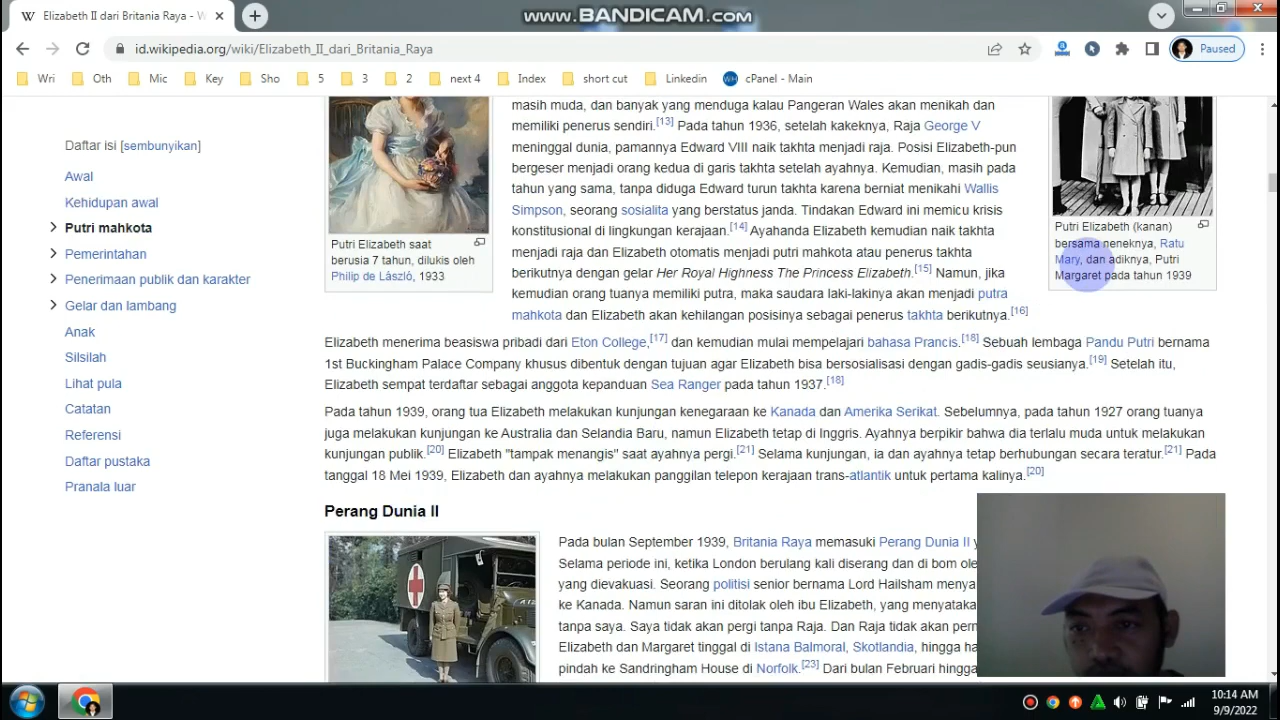 Elizabeth II dari Britania Raya - W
www.BANDICAM.com
id.wikipedia.org/wiki/Elizabeth_II_dari_Britania_Raya
Paused
Wri Oth Mic Key Sho 5 3 2 next 4 Index short cut Linkedin cPanel - Main
Daftar isi [sembunyikan]
Awal
Kehidupan awal
Putri mahkota
Pemerintahan
Penerimaan publik dan karakter
Gelar dan lambang
Anak
Silsilah
Lihat pula
Catatan
Referensi
Daftar pustaka
Pranala luar
Putri Elizabeth saat
berusia 7 tahun, dilukis oleh
Philip de László, 1933
masih muda, dan banyak yang menduga kalau Pangeran Wales akan menikah dan
memiliki penerus sendiri.[13] Pada tahun 1936, setelah kakeknya, Raja George V
meninggal dunia, pamannya Edward VIII naik takhta menjadi raja. Posisi Elizabeth-pun
bergeser menjadi orang kedua di garis takhta setelah ayahnya. Kemudian, masih pada
tahun yang sama, tanpa diduga Edward turun takhta karena berniat menikahi Wallis
Simpson, seorang sosialita yang berstatus janda. Tindakan Edward ini memicu krisis
konstitusional di lingkungan kerajaan.[14] Ayahanda Elizabeth kemudian naik takhta
menjadi raja dan Elizabeth otomatis menjadi putri mahkota atau penerus takhta
berikutnya dengan gelar Her Royal Highness The Princess Elizabeth.[15] Namun, jika
kemudian orang tuanya memiliki putra, maka saudara laki-lakinya akan menjadi putra
mahkota dan Elizabeth akan kehilangan posisinya sebagai penerus takhta berikutnya.[16]
Putri Elizabeth (kanan)
bersama neneknya, Ratu
Mary, dan adiknya, Putri
Margaret pada tahun 1939
Elizabeth menerima beasiswa pribadi dari Eton College,[17] dan kemudian mulai mempelajari bahasa Prancis.[18] Sebuah lembaga Pandu Putri bernama
1st Buckingham Palace Company khusus dibentuk dengan tujuan agar Elizabeth bisa bersosialisasi dengan gadis-gadis seusianya.[19] Setelah itu,
Elizabeth sempat terdaftar sebagai anggota kepanduan Sea Ranger pada tahun 1937.[18]
Pada tahun 1939, orang tua Elizabeth melakukan kunjungan kenegaraan ke Kanada dan Amerika Serikat. Sebelumnya, pada tahun 1927 orang tuanya
juga melakukan kunjungan ke Australia dan Selandia Baru, namun Elizabeth tetap di Inggris. Ayahnya berpikir bahwa dia terlalu muda untuk melakukan
kunjungan publik.[20] Elizabeth "tampak menangis" saat ayahnya pergi.[21] Selama kunjungan, ia dan ayahnya tetap berhubungan secara teratur.[21] Pada
tanggal 18 Mei 1939, Elizabeth dan ayahnya melakukan panggilan telepon kerajaan trans-atlantik untuk pertama kalinya.[20]
Perang Dunia II
Pada bulan September 1939, Britania Raya memasuki Perang Dunia II
Selama periode ini, ketika London berulang kali diserang dan di bom ole
yang dievakuasi. Seorang politisi senior bernama Lord Hailsham menya
ke Kanada. Namun saran ini ditolak oleh ibu Elizabeth, yang menyataka
tanpa saya. Saya tidak akan pergi tanpa Raja. Dan Raja tidak akan per
Elizabeth dan Margaret tinggal di Istana Balmoral, Skotlandia, hingga ha
pindah ke Sandringham House di Norfolk.[23] Dari bulan Februari hingga
10:14 AM
9/9/2022